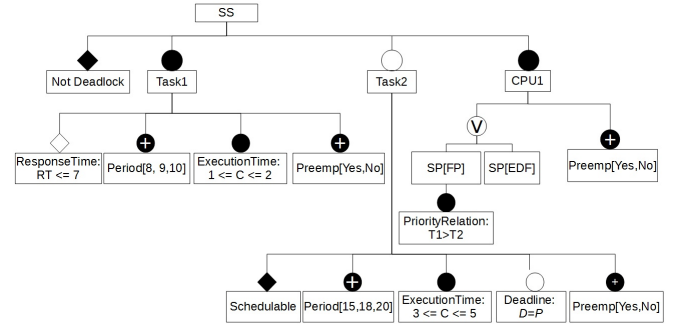 SS
Not Deadlock
Task1
Task2
CPU1
V
ResponseTime:
RT <= 7
Period[8, 9,10]
ExecutionTime:
1 <= C <= 2
Preemp[Yes,No]
SP[FP]
SP[EDF]
Preemp[Yes,No]
PriorityRelation:
T1>T2
Schedulable
Period[15,18,20]
ExecutionTime:
3 <= C <= 5
Deadline:
D=P
Preemp[Yes,No]